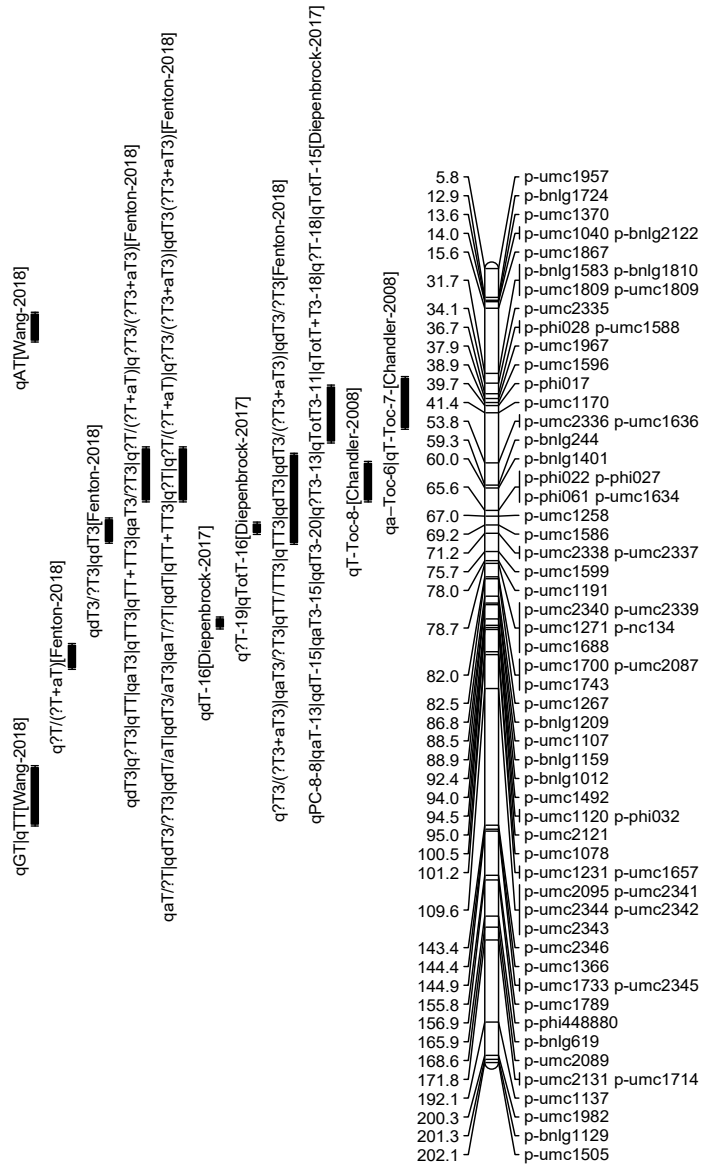 qGT|qTT[Wang-2018]
qAT[Wang-2018]
q?T/(?T+aT)[Fenton-2018]
qdT3/?T3|qdT3[Fenton-2018]
qdT3|q?T3|qTT|qaT3|qTT3|qTT+TT3|qaT3/?T3|q?T/(?T+aT)|q?T/(?T3+aT3)[Fenton-2018]
qaT/?T|qdT3/?T3|qdT/aT|qdT3/aT3|qaT/?T|qdT|qTT+TT3|q?T|q?T/(?T+aT)q?T/(?T3+aT3)|qdT3(?T3+aT3)[Fenton-2018]
qdT-16[Diepenbrock-2017]
q?T-19|qTotT-16[Diepenbrock-2017]
q?T3/(?T3+aT3)|qaT3/?T3|qTT/TT3|qTT3|qdT3|qdT3/(?T3+aT3)|qdT3/?T3[Fenton-2018]
qPC-8-8|qaT-13|qdT-15|qaT3-15|qdT3-20|q?T3-13|qTotT3-11|qTotT+T3-18|q?T-18|qTotT-15[Diepenbrock-2017]
qT-Toc-8-[Chandler-2008]
qa–Toc-6|qT-Toc-7-[Chandler-2008]
5.8 p-umc1957
12.9 p-bnlg1724
13.6 p-umc1370
14.0 p-umc1040 p-bnlg2122
15.6 p-umc1867
p-bnlg1583 p-bnlg1810
31.7 p-umc1809 p-umc1809
34.1 p-umc2335
36.7 p-phi028 p-umc1588
37.9 p-umc1967
38.9 p-umc1596
39.7 p-phi017
41.4 p-umc1170
53.8 p-umc2336 p-umc1636
59.3 p-bnlg244
60.0 p-bnlg1401
p-phi022 p-phi027
65.6 p-phi061 p-umc1634
67.0 p-umc1258
69.2 p-umc1586
71.2 p-umc2338 p-umc2337
75.7 p-umc1599
78.0 p-umc1191
p-umc2340 p-umc2339
78.7 p-umc1271 p-nc134
p-umc1688
p-umc1700 p-umc2087
82.0 p-umc1743
82.5 p-umc1267
86.8 p-bnlg1209
88.5 p-umc1107
88.9 p-bnlg1159
92.4 p-bnlg1012
94.0 p-umc1492
94.5 p-umc1120 p-phi032
95.0 p-umc2121
100.5 p-umc1078
101.2 p-umc1231 p-umc1657
p-umc2095 p-umc2341
109.6 p-umc2344 p-umc2342
p-umc2343
143.4 p-umc2346
144.4 p-umc1366
144.9 p-umc1733 p-umc2345
155.8 p-umc1789
156.9 p-phi448880
165.9 p-bnlg619
168.6 p-umc2089
171.8 p-umc2131 p-umc1714
192.1 p-umc1137
200.3 p-umc1982
201.3 p-bnlg1129
202.1 p-umc1505